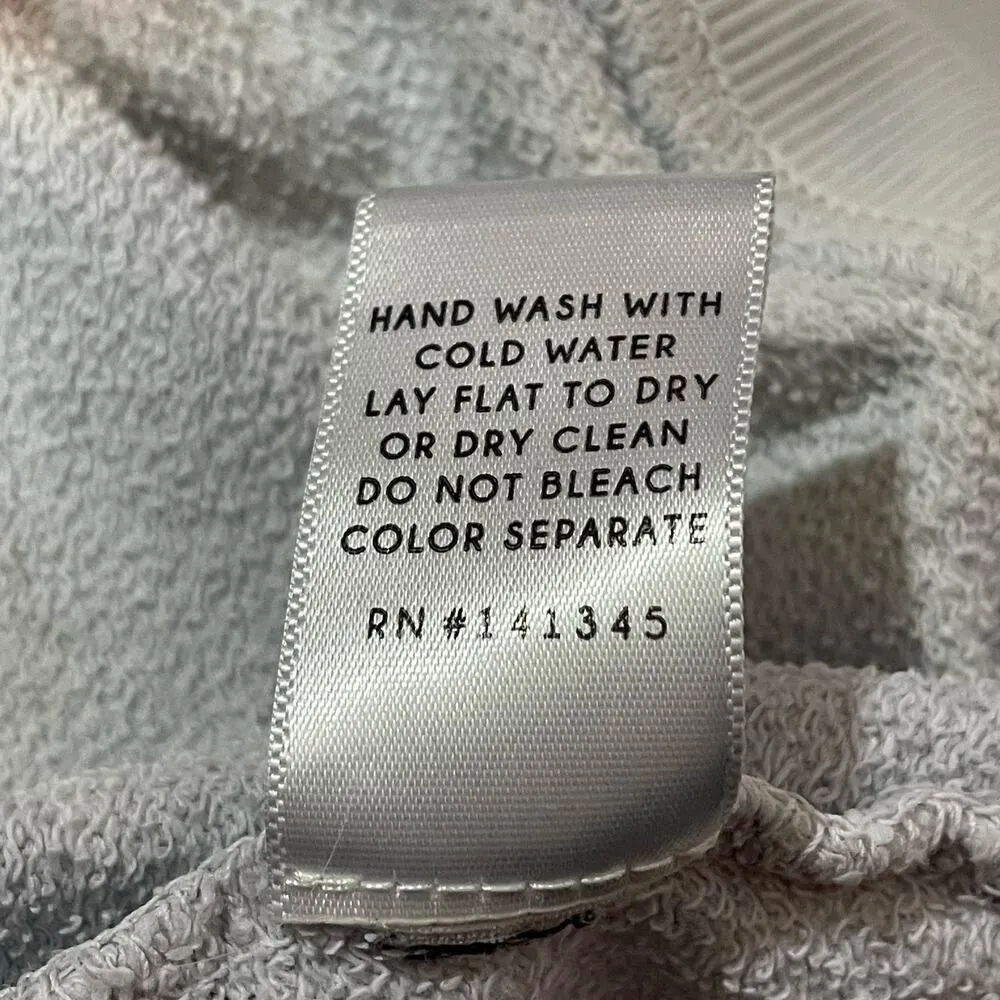 HAND WASH WITH
COLD WATER
LAY FLAT TO DRY
OR DRY CLEAN
DO NOT BLEACH
COLOR SEPARATE
RN #141345